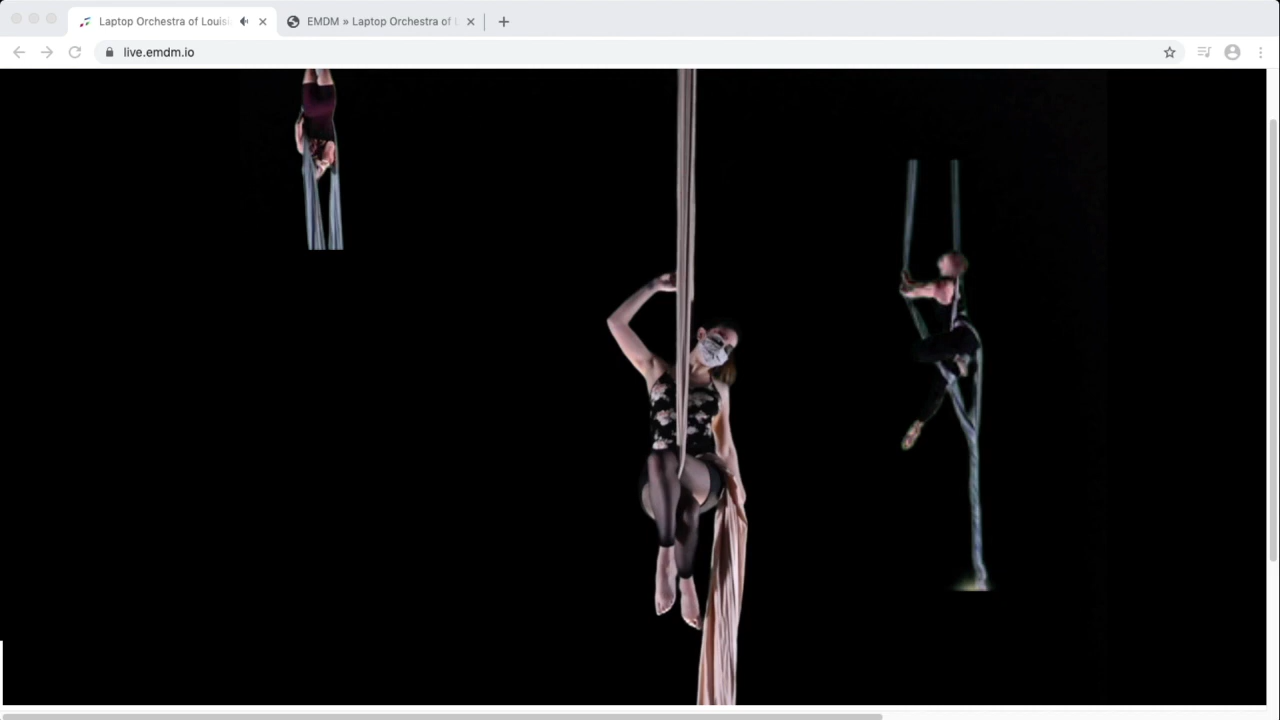 Laptop Orchestra of Louisi
EMDM » Laptop Orchestra of L
live.emdm.io